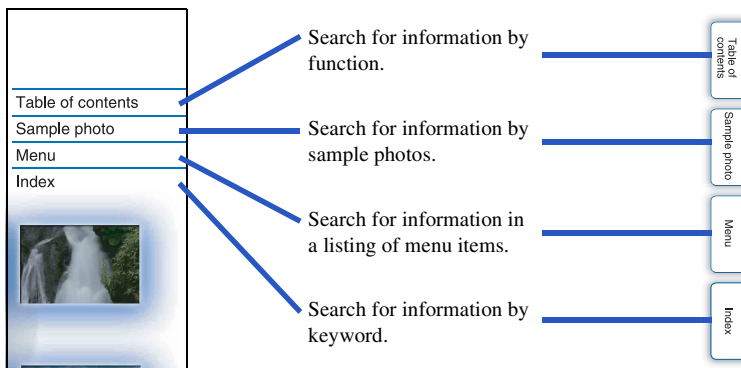 Table of contents
Sample photo
Menu
Index
Search for information by
function.
Search for information by
sample photos.
Search for information in
a listing of menu items.
Search for information by
keyword.
Table of
contents
Sample photo
Menu
Index